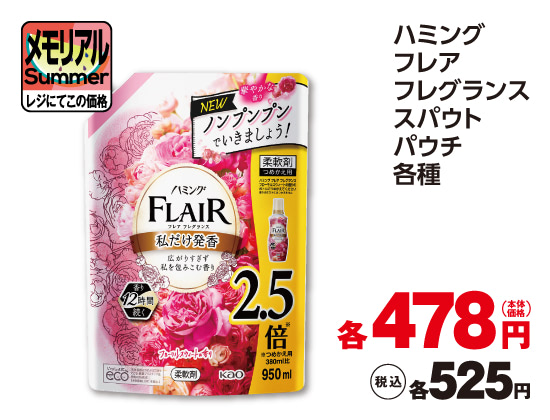 メモリアル
Summer
レジにてこの価格
ハミング
フレア
フレグランス
スパウト
パウチ
各種
華やかな
香り
NEW
ノンプンプン
でいきましょう!
柔軟剤
つめかえ用
ハミング
FLAIR
フレア フレグランス
私だけ発香
広がりすぎず
私を包みこむ香り
香り
12時間
続く
FLAIR
2.5
倍※
※つめかえ用
380ml比
950ml
フローラルスウィートの香り
eco
柔軟剤
Kao
各478円
(本体価格)
税込 各525円